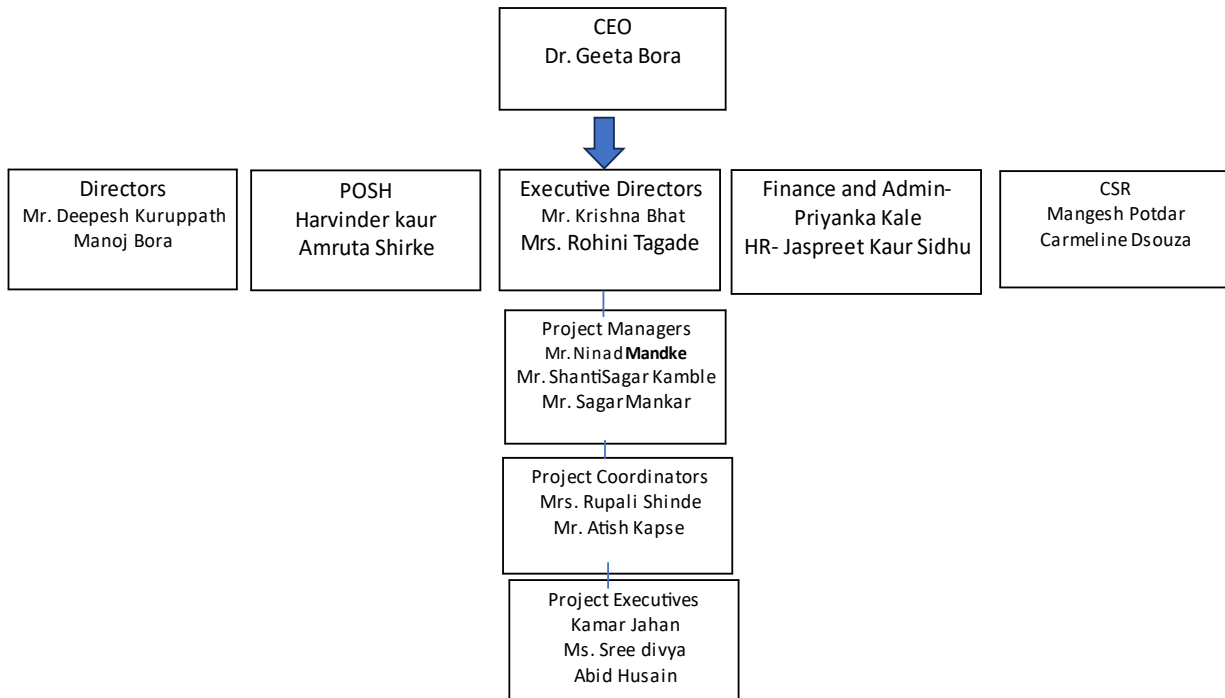 CEO
Dr. Geeta Bora
Directors
Mr. Deepesh Kuruppath
Manoj Bora
POSH
Harvinder kaur
Amruta Shirke
Executive Directors
Mr. Krishna Bhat
Mrs. Rohini Tagade
Finance and Admin-
Priyanka Kale
HR- Jaspreet Kaur Sidhu
CSR
Mangesh Potdar
Carmeline Dsouza
Project Managers
Mr. Ninad Mandke
Mr. ShantiSagar Kamble
Mr. Sagar Mankar
Project Coordinators
Mrs. Rupali Shinde
Mr. Atish Kapse
Project Executives
Kamar Jahan
Ms. Sree divya
Abid Husain